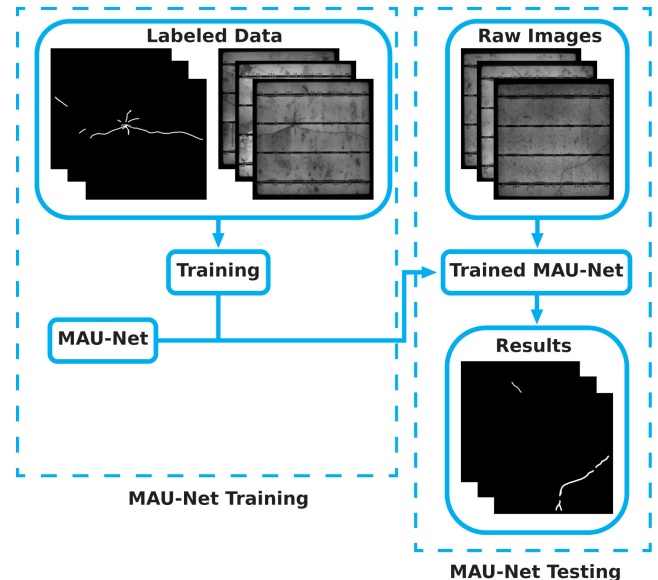 Labeled Data
Raw Images
Training
Trained MAU-Net
MAU-Net
Results
MAU-Net Training
MAU-Net Testing